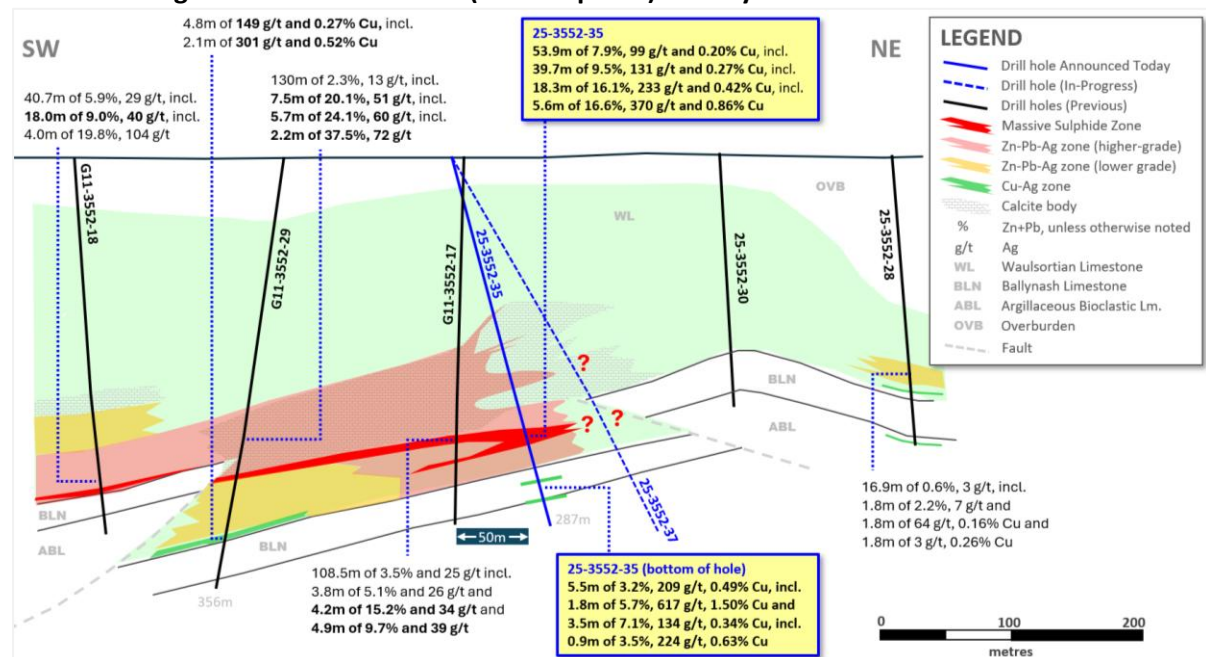 SW
4.8m of 149 g/t and 0.27% Cu, incl.
2.1m of 301 g/t and 0.52% Cu
40.7m of 5.9%, 29 g/t, incl.
18.0m of 9.0%, 40 g/t, incl.
4.0m of 19.8%, 104 g/t
130m of 2.3%, 13 g/t, incl.
7.5m of 20.1%, 51 g/t, incl.
5.7m of 24.1%, 60 g/t, incl.
2.2m of 37.5%, 72 g/t
25-3552-35
53.9m of 7.9%, 99 g/t and 0.20% Cu, incl.
39.7m of 9.5%, 131 g/t and 0.27% Cu, incl.
18.3m of 16.1%, 233 g/t and 0.42% Cu, incl.
5.6m of 16.6%, 370 g/t and 0.86% Cu
NE
LEGEND
Drill hole Announced Today
Drill hole (In-Progress)
Drill holes (Previous)
Massive Sulphide Zone
Zn-Pb-Ag zone (higher-grade)
Zn-Pb-Ag zone (lower grade)
Cu-Ag zone
Calcite body
% Zn+Pb, unless otherwise noted
g/t Ag
WL Waulsortian Limestone
BLN Ballynash Limestone
ABL Argillaceous Bioclastic Lm.
OVB Overburden
Fault
G11-3552-18
G11-3552-29
G11-3552-17
25-3552-35
25-3552-37
25-3552-30
25-3552-28
OVB
WL
?
?
?
BLN
ABL
BLN
ABL
BLN
356m
287m
50m
108.5m of 3.5% and 25 g/t incl.
3.8m of 5.1% and 26 g/t and
4.2m of 15.2% and 34 g/t and
4.9m of 9.7% and 39 g/t
25-3552-35 (bottom of hole)
5.5m of 3.2%, 209 g/t, 0.49% Cu, incl.
1.8m of 5.7%, 617 g/t, 1.50% Cu and
3.5m of 7.1%, 134 g/t, 0.34% Cu, incl.
0.9m of 3.5%, 224 g/t, 0.63% Cu
16.9m of 0.6%, 3 g/t, incl.
1.8m of 2.2%, 7 g/t and
1.8m of 64 g/t, 0.16% Cu and
1.8m of 3 g/t, 0.26% Cu
0 100 200
metres